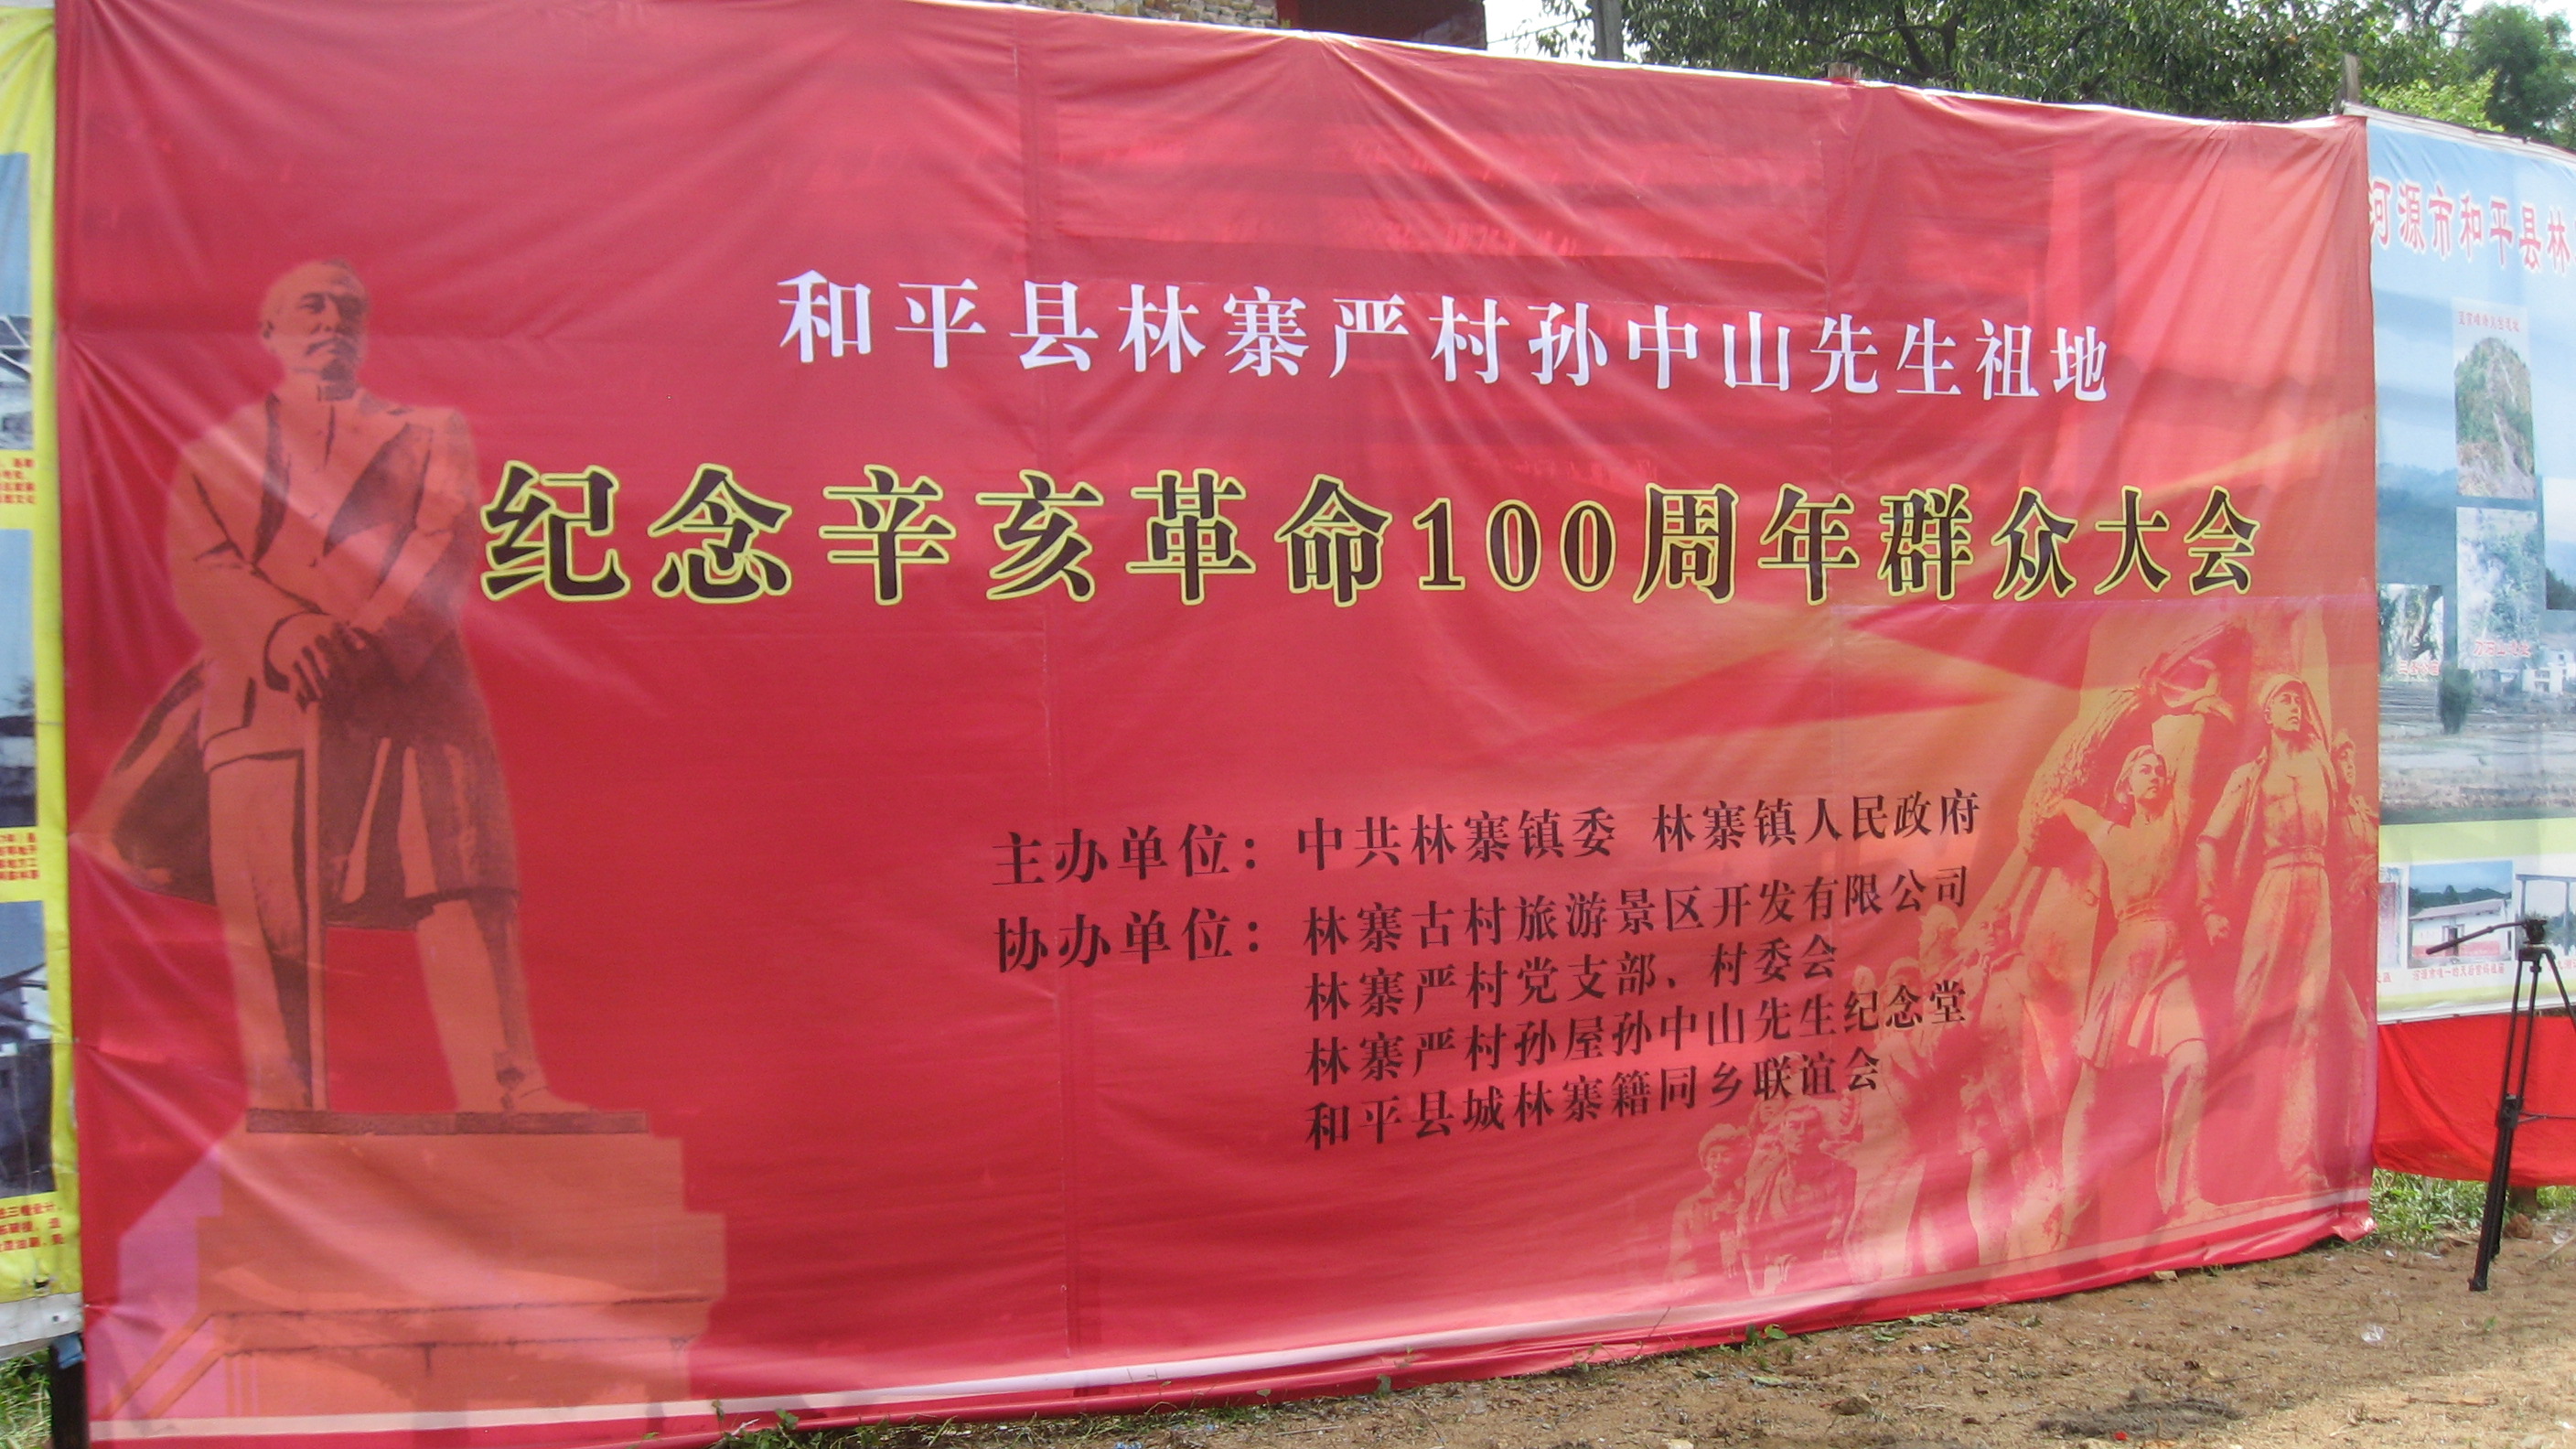 和平县林寨严村孙中山先生祖地
纪念辛亥革命100周年群众大会
主办单位：中共林寨镇委 林寨镇人民政府
协办单位：林寨古村旅游景区开发有限公司
林寨严村党支部、村委会
林寨严村孙屋孙中山先生纪念堂
和平县城林寨籍同乡联谊会
河源市和平县林